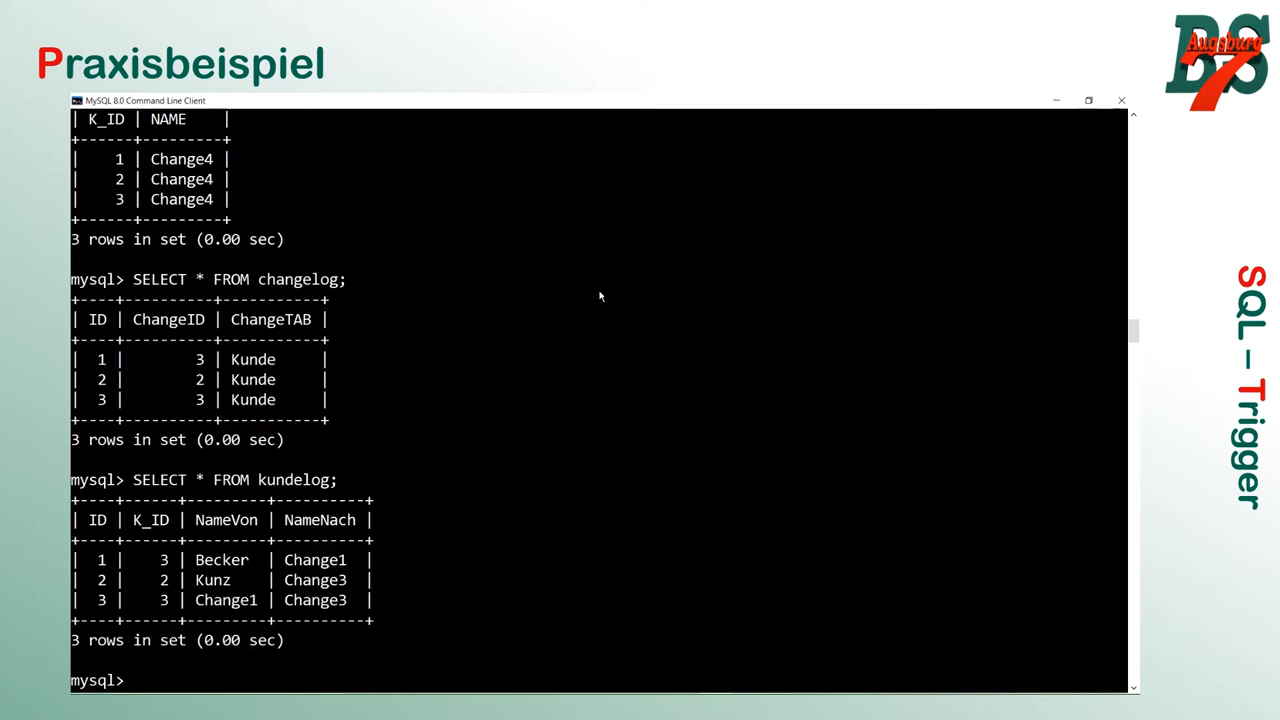 Praxisbeispiel
BS
Augsburg
7
MySQL 8.0 Command Line Client
| K_ID | NAME    |
+------+---------+
|    1 | Change4 |
|    2 | Change4 |
|    3 | Change4 |
+------+---------+
3 rows in set (0.00 sec)
mysql> SELECT * FROM changelog;
+----+----------+-----------+
| ID | ChangeID | ChangeTAB |
+----+----------+-----------+
|  1 |        3 | Kunde     |
|  2 |        2 | Kunde     |
|  3 |        3 | Kunde     |
+----+----------+-----------+
3 rows in set (0.00 sec)
mysql> SELECT * FROM kundelog;
+----+------+---------+----------+
| ID | K_ID | NameVon | NameNach |
+----+------+---------+----------+
|  1 |    3 | Becker  | Change1  |
|  2 |    2 | Kunz    | Change3  |
|  3 |    3 | Change1 | Change3  |
+----+------+---------+----------+
3 rows in set (0.00 sec)
mysql>
SQL – Trigger